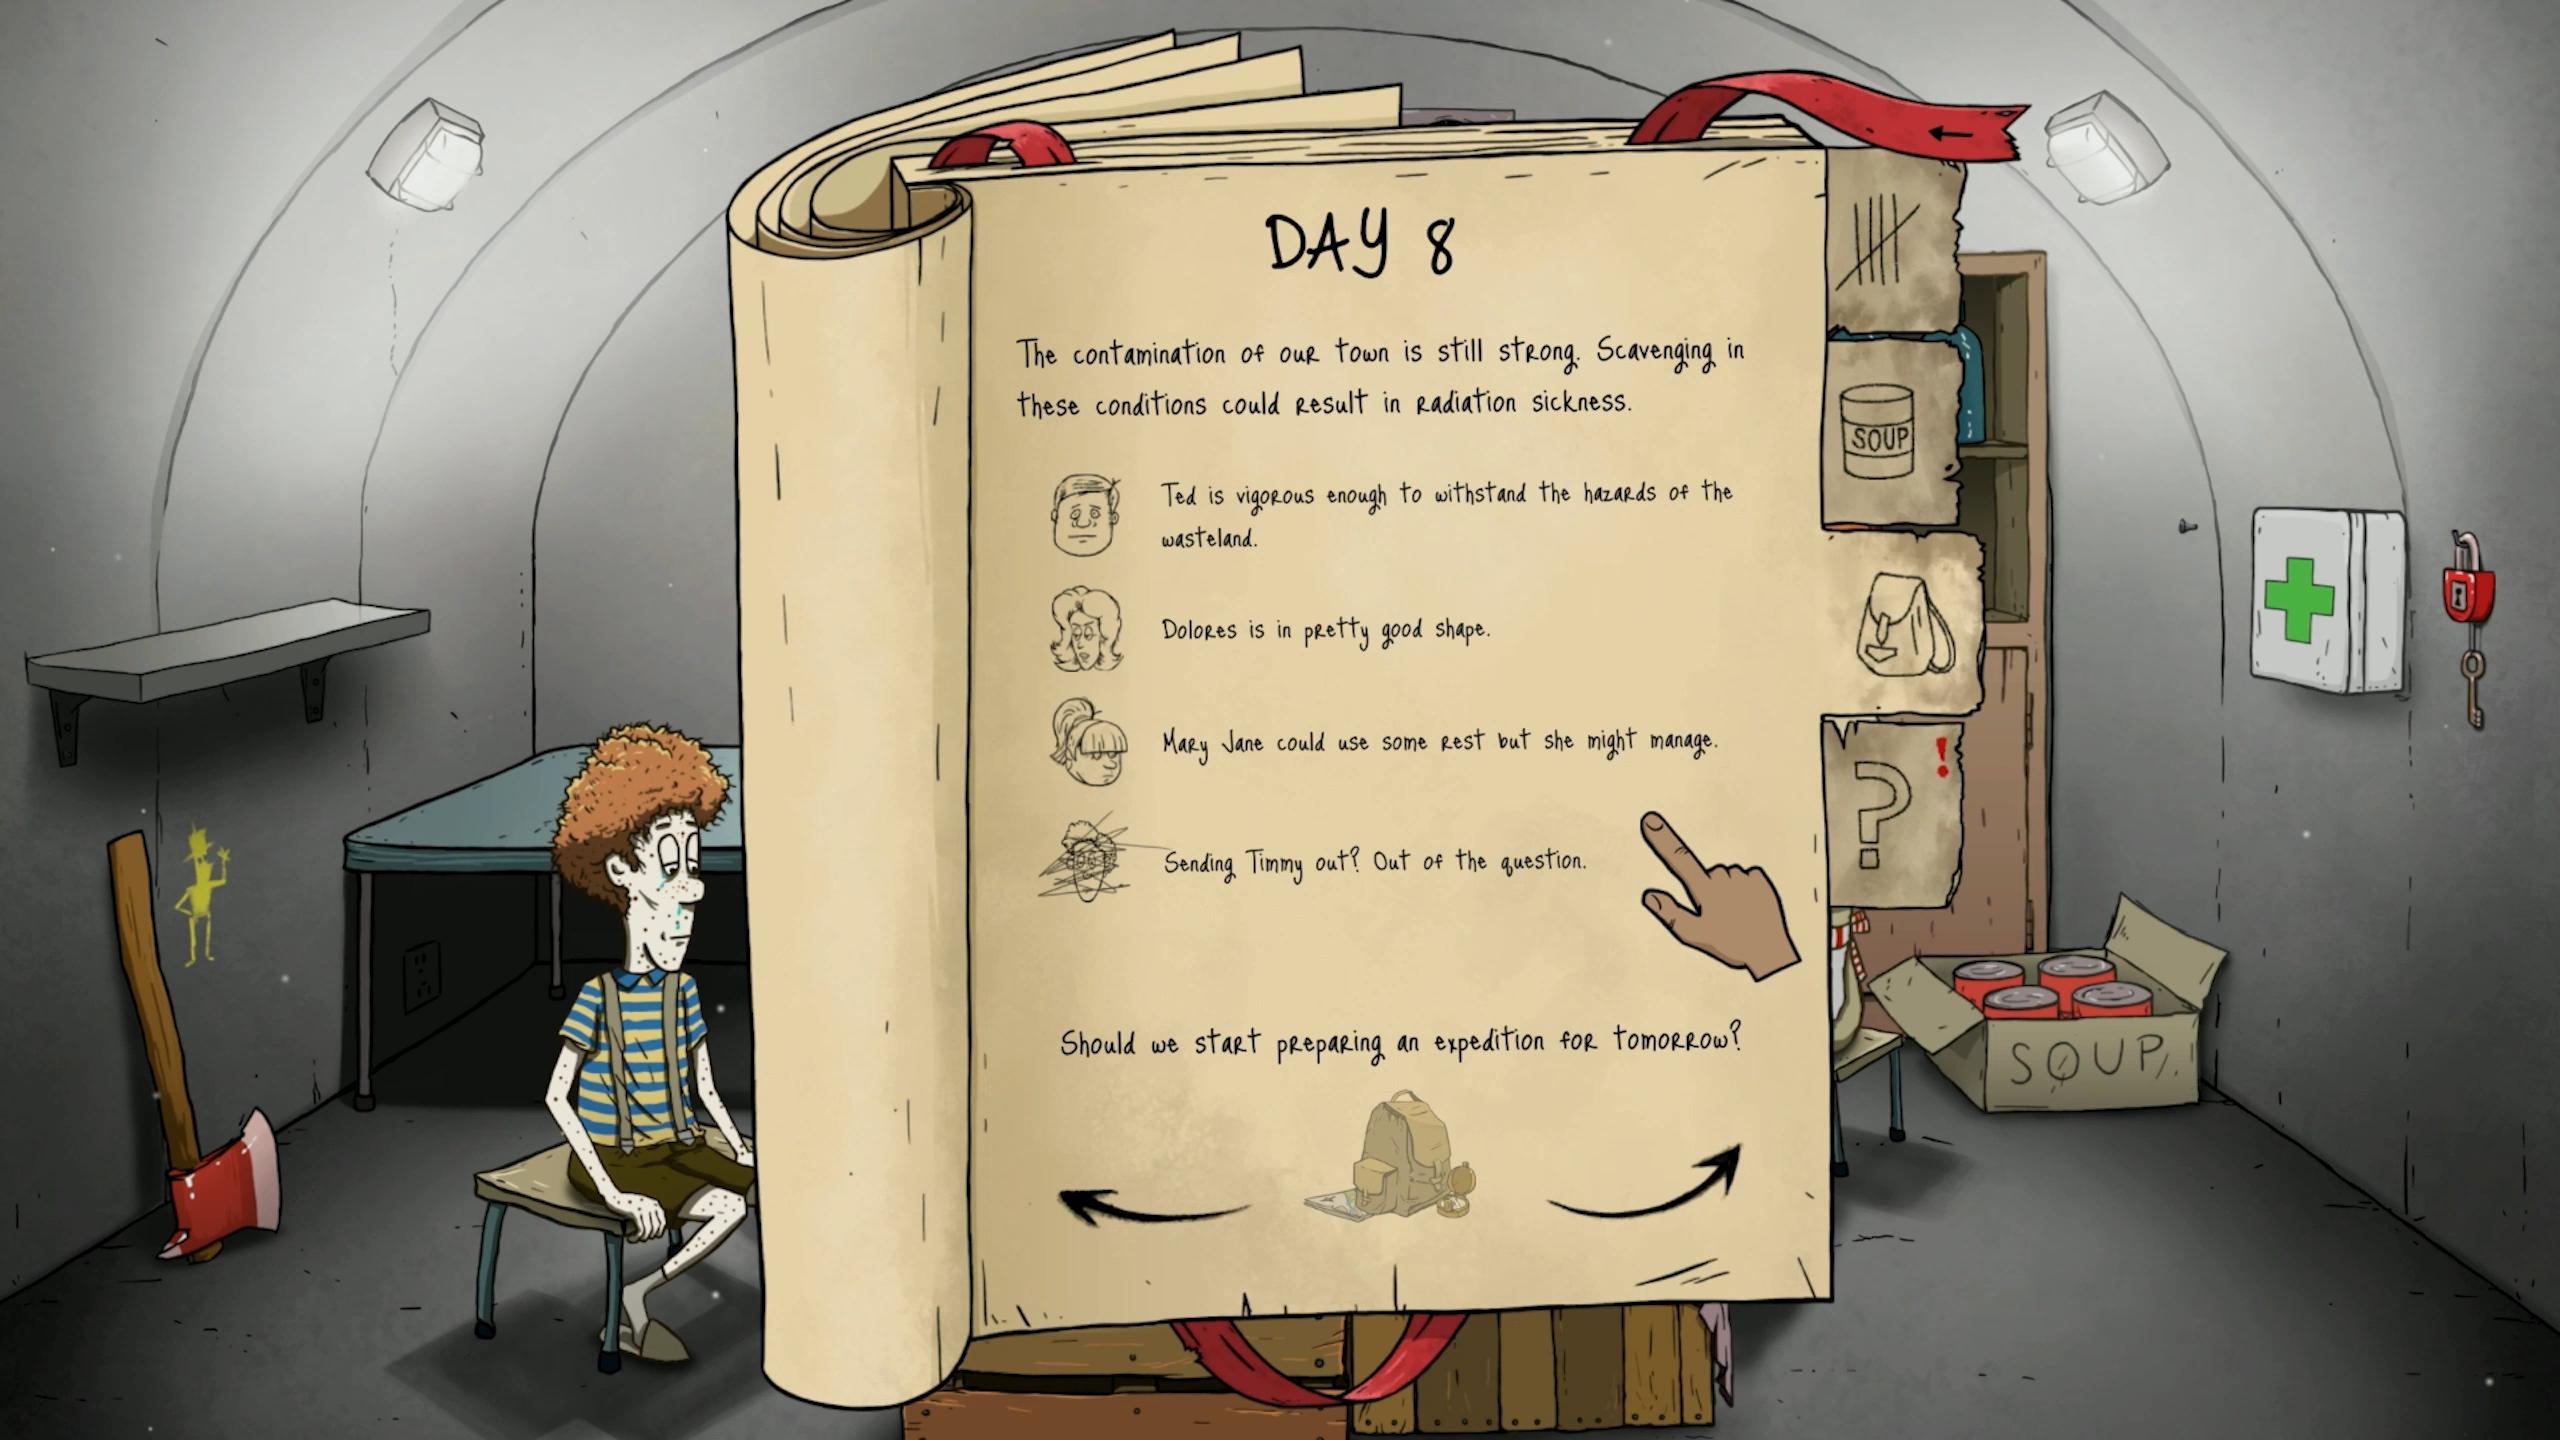 DAY 8
The contamination of our town is still strong. Scavenging in
these conditions could result in radiation sickness.
Ted is vigorous enough to withstand the hazards of the
wasteland.
Dolores is in pretty good shape.
Mary Jane could use some rest but she might manage.
Sending Timmy out? Out of the question.
Should we start preparing an expedition for tomorrow?
SOUP
?
!
SOUP